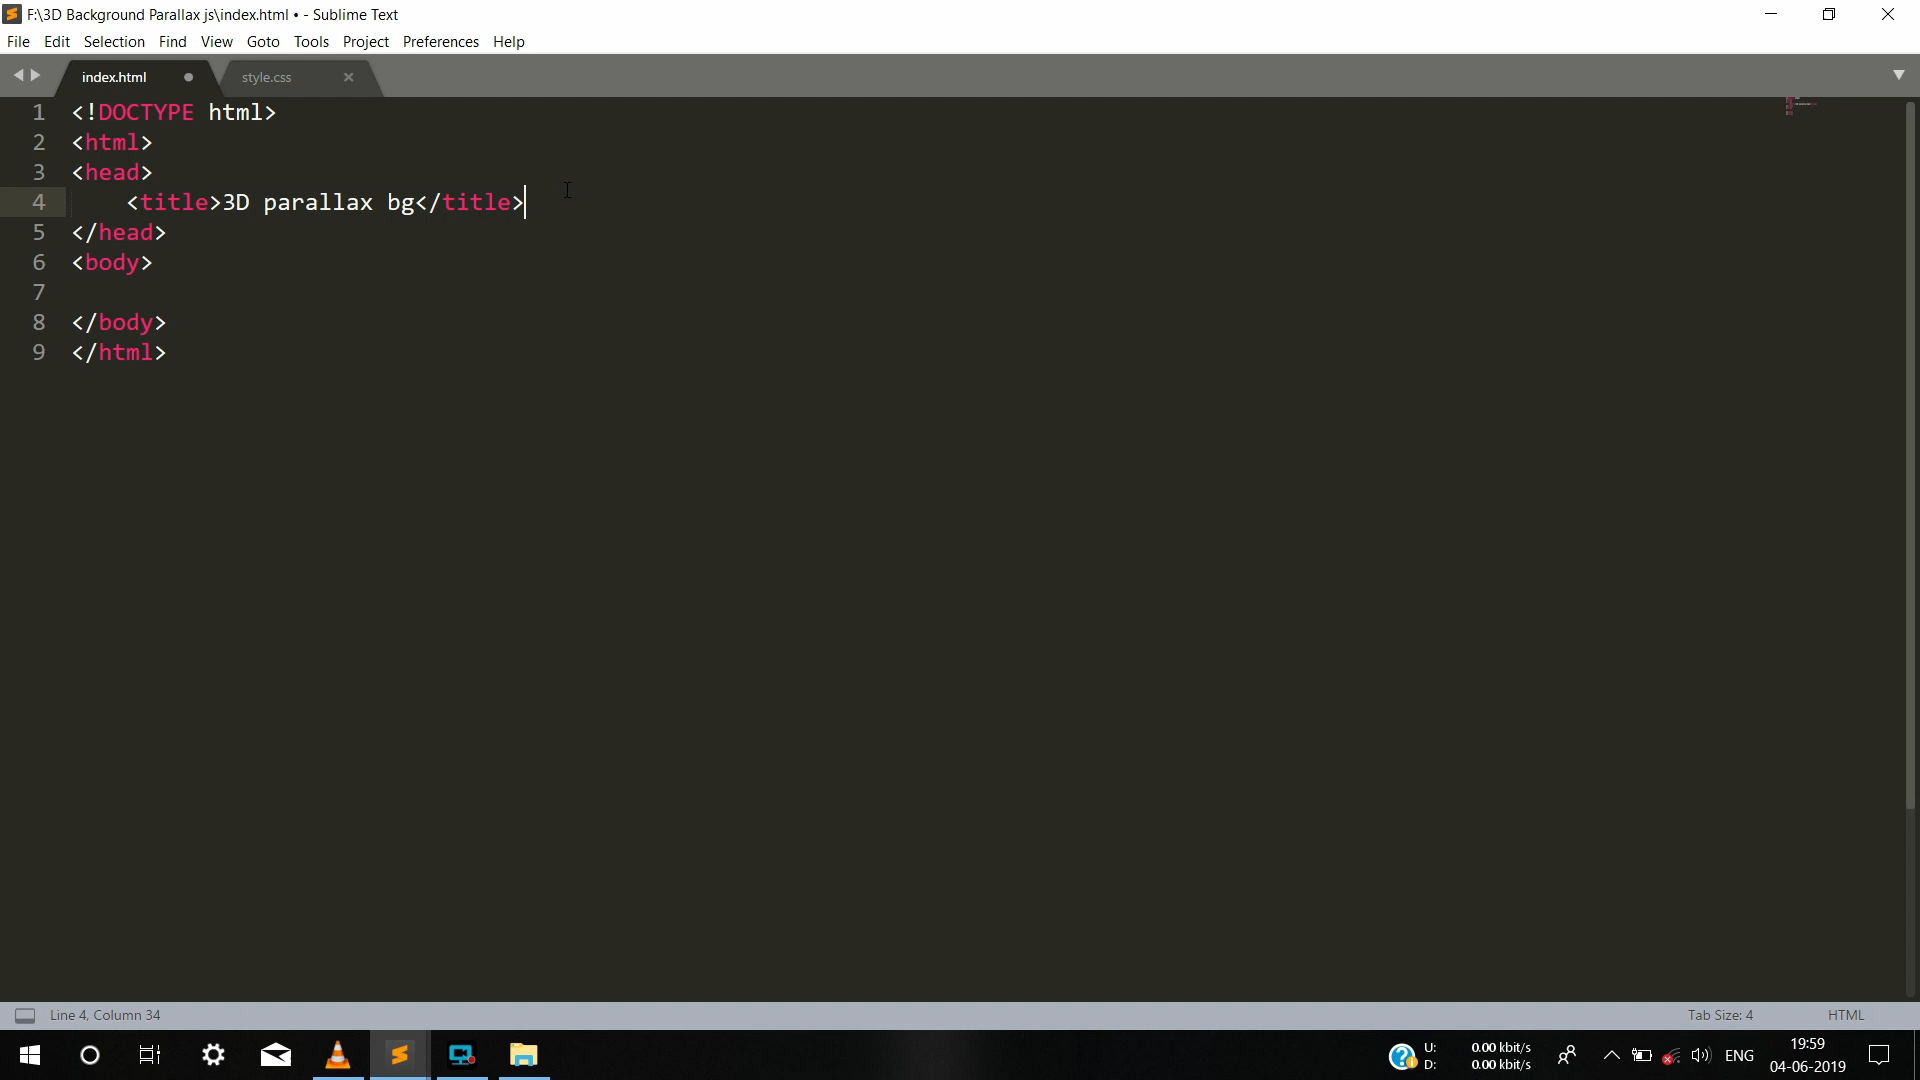 F:\3D Background Parallax js\index.html • - Sublime Text
File Edit Selection Find View Goto Tools Project Preferences Help
index.html style.css
1 <!DOCTYPE html>
2 <html>
3 <head>
4 <title>3D parallax bg</title>
5 </head>
6 <body>
7
8 </body>
9 </html>
Line 4, Column 34 Tab Size: 4 HTML
U: 0.00 kbit/s
D: 0.00 kbit/s
ENG
19:59
04-06-2019